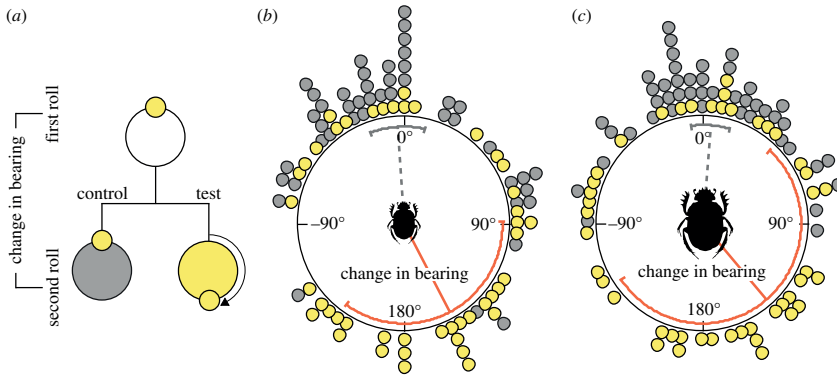 (a)
first roll
change in bearing
control
test
second roll
(b)
0°
–90°
90°
change in bearing
180°
(c)
0°
–90°
90°
change in bearing
180°